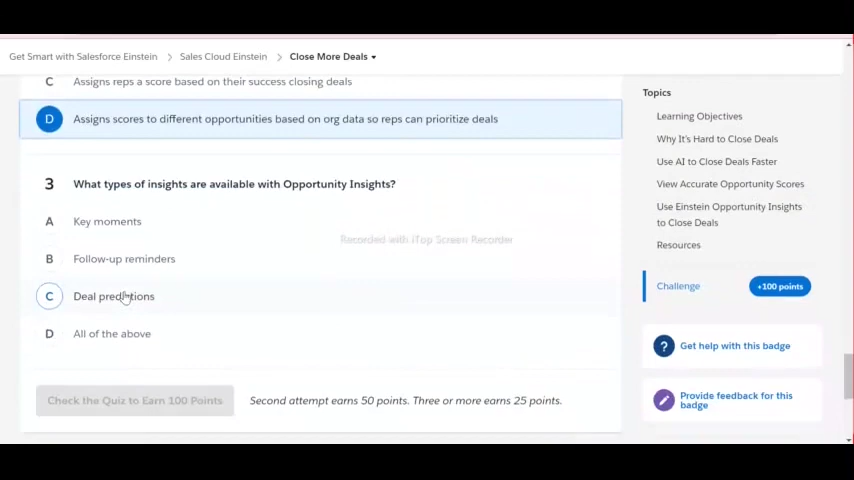 Get Smart with Salesforce Einstein > Sales Cloud Einstein > Close More Deals
C Assigns reps a score based on their success closing deals
D Assigns scores to different opportunities based on org data so reps can prioritize deals
3 What types of insights are available with Opportunity Insights?
A Key moments
B Follow-up reminders
C Deal predictions
D All of the above
Check the Quiz to Earn 100 Points
Second attempt earns 50 points. Three or more earns 25 points.
Recorded with iTop Screen Recorder
Topics
Learning Objectives
Why It's Hard to Close Deals
Use AI to Close Deals Faster
View Accurate Opportunity Scores
Use Einstein Opportunity Insights
to Close Deals
Resources
Challenge +100 points
? Get help with this badge
Provide feedback for this
badge